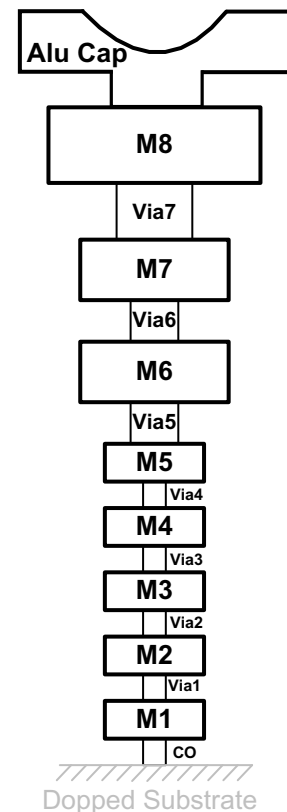 Alu Cap
M8
Via7
M7
Via6
M6
Via5
M5
Via4
M4
Via3
M3
Via2
M2
Via1
M1
CO
Dopped Substrate